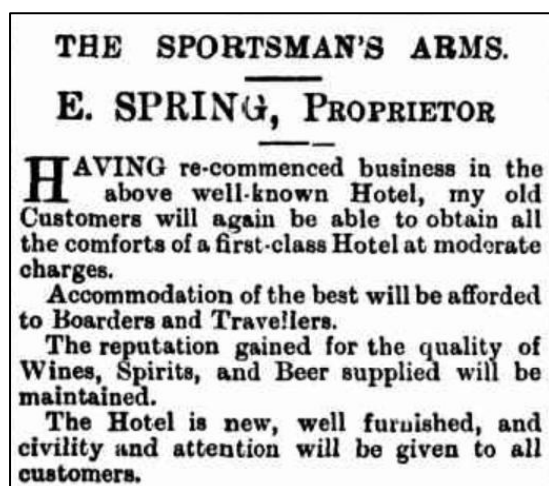 THE SPORTSMAN'S ARMS.
E. SPRING, PROPRIETOR
HAVING re-commenced business in the
above well-known Hotel, my old
Customers will again be able to obtain all
the comforts of a first-class Hotel at moderate
charges.
Accommodation of the best will be afforded
to Boarders and Travellers.
The reputation gained for the quality of
Wines, Spirits, and Beer supplied will be
maintained.
The Hotel is new, well furnished, and
civility and attention will be given to all
customers.